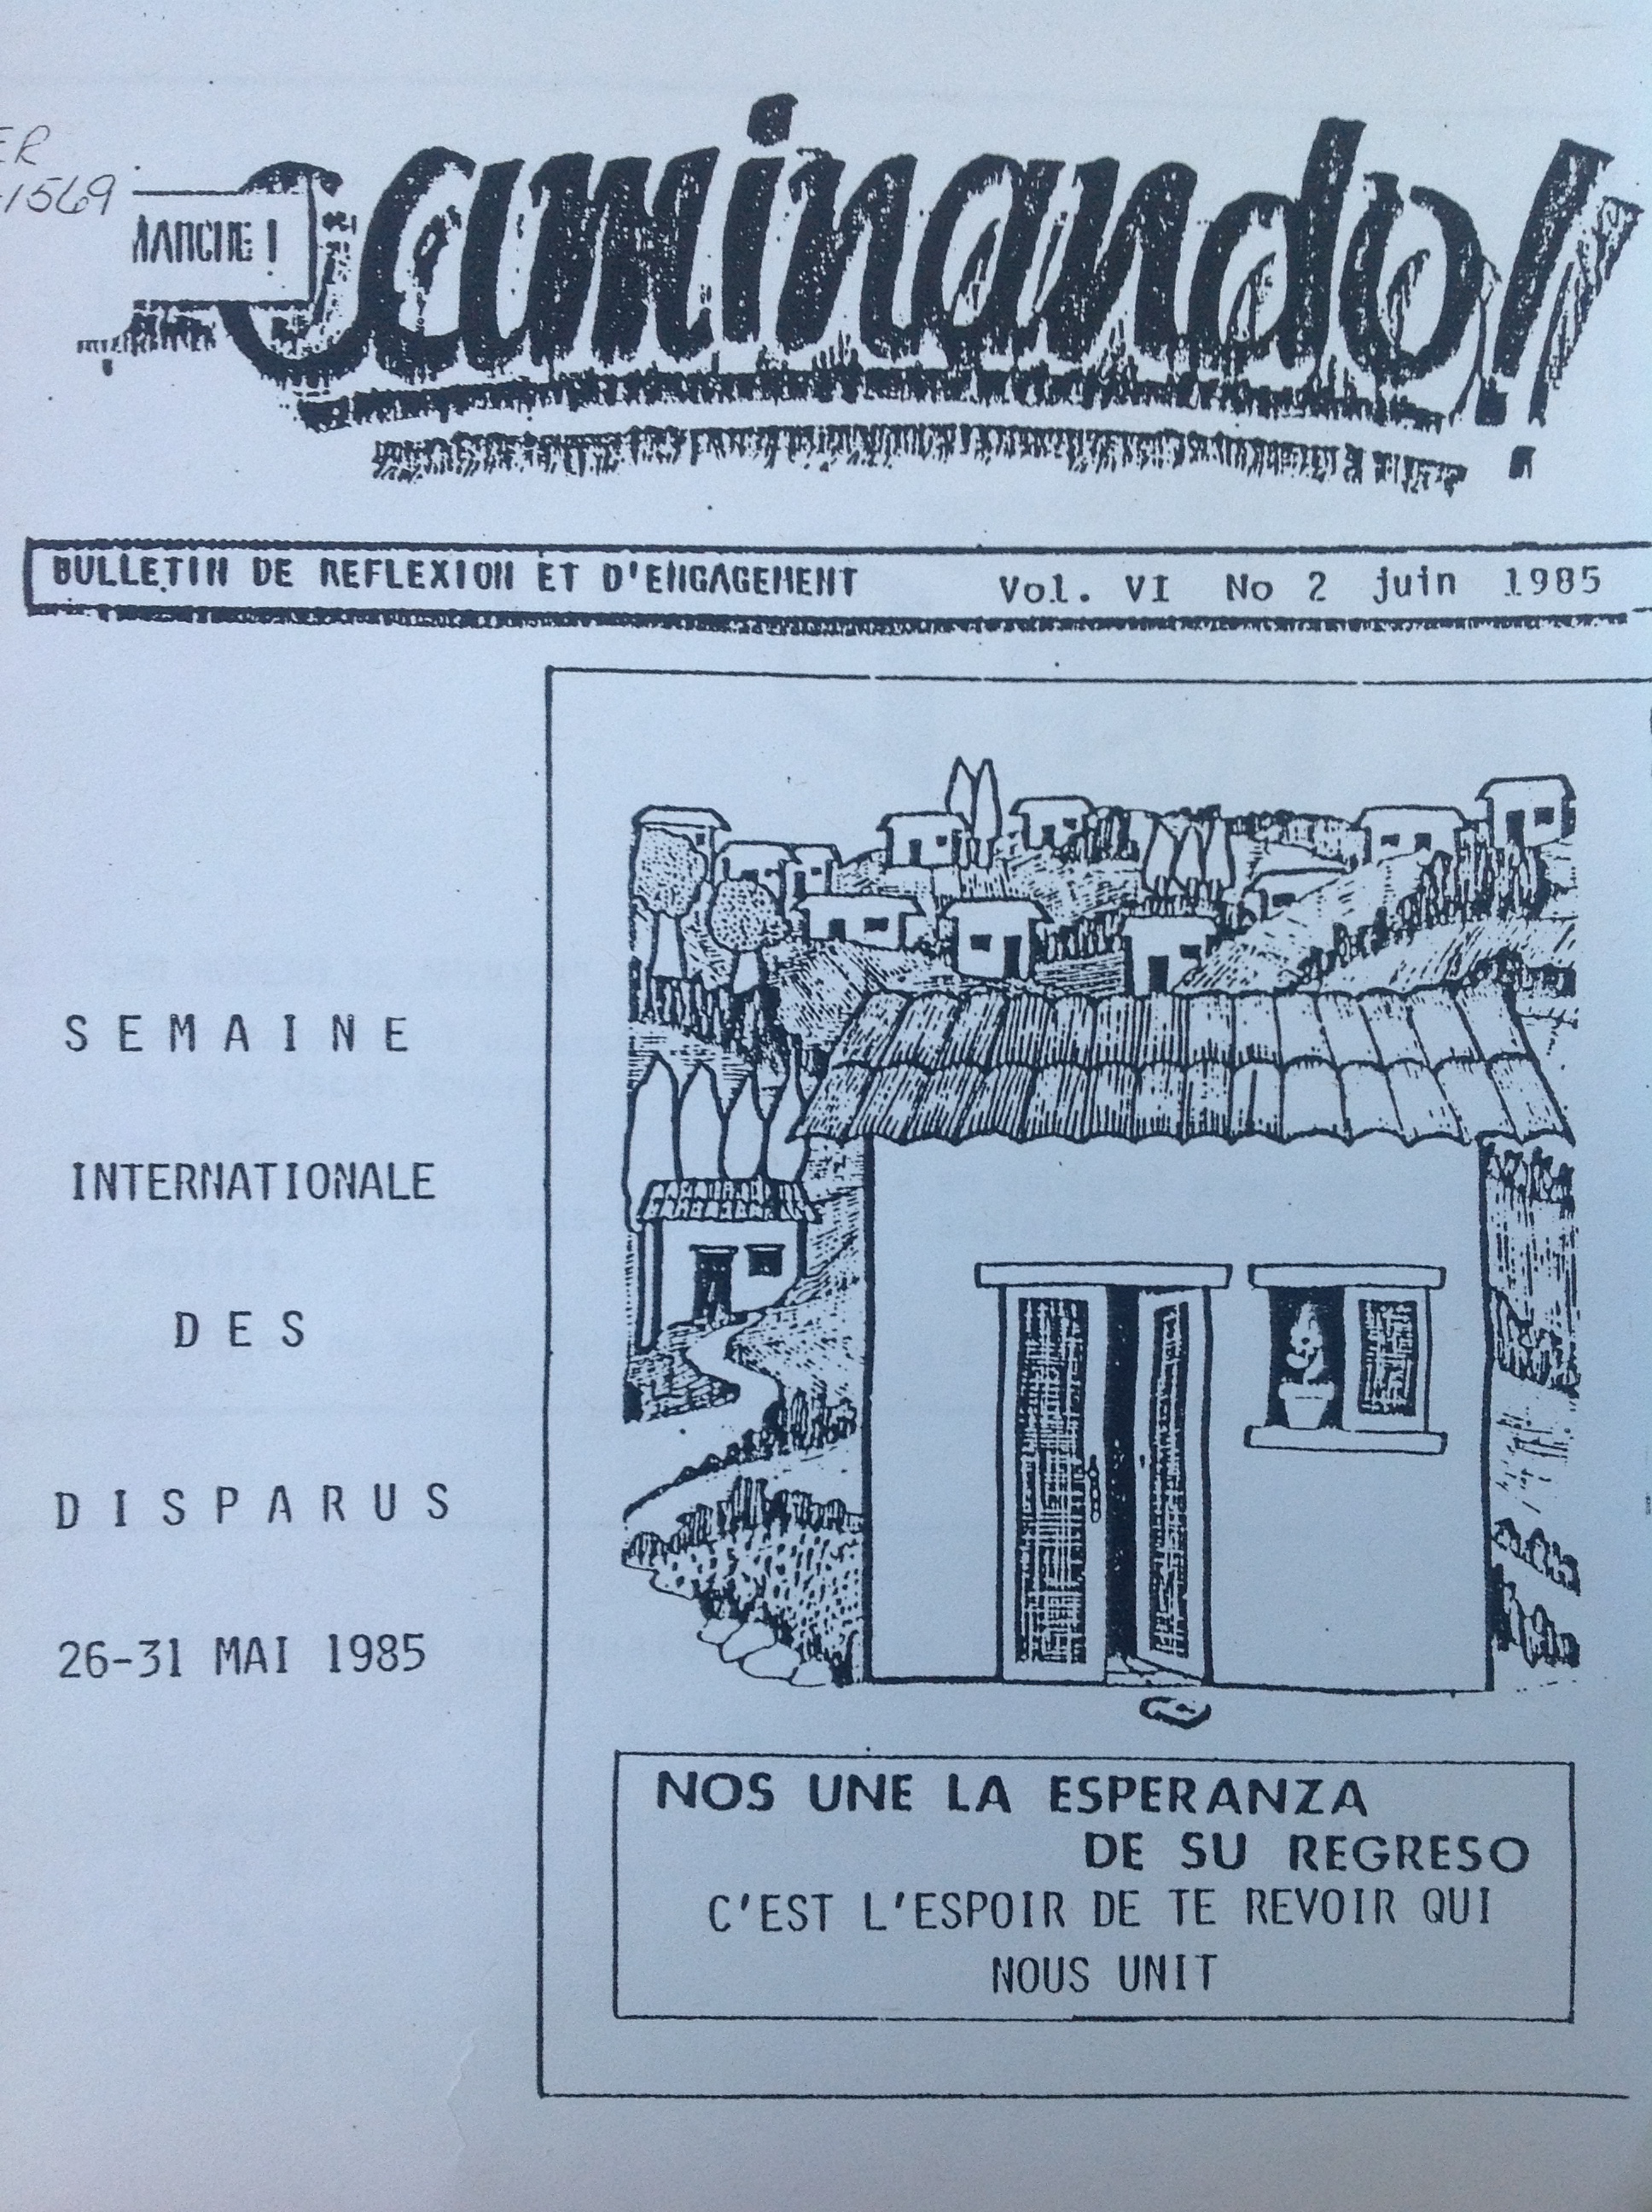 ER
-1569
MARCHE !
Caminando!
BULLETIN DE REFLEXION ET D'ENGAGEMENT Vol. VI No 2 juin 1985
SEMAINE
INTERNATIONALE
DES
DISPARUS
26-31 MAI 1985
NOS UNE LA ESPERANZA
DE SU REGRESO
C'EST L'ESPOIR DE TE REVOIR QUI
NOUS UNIT